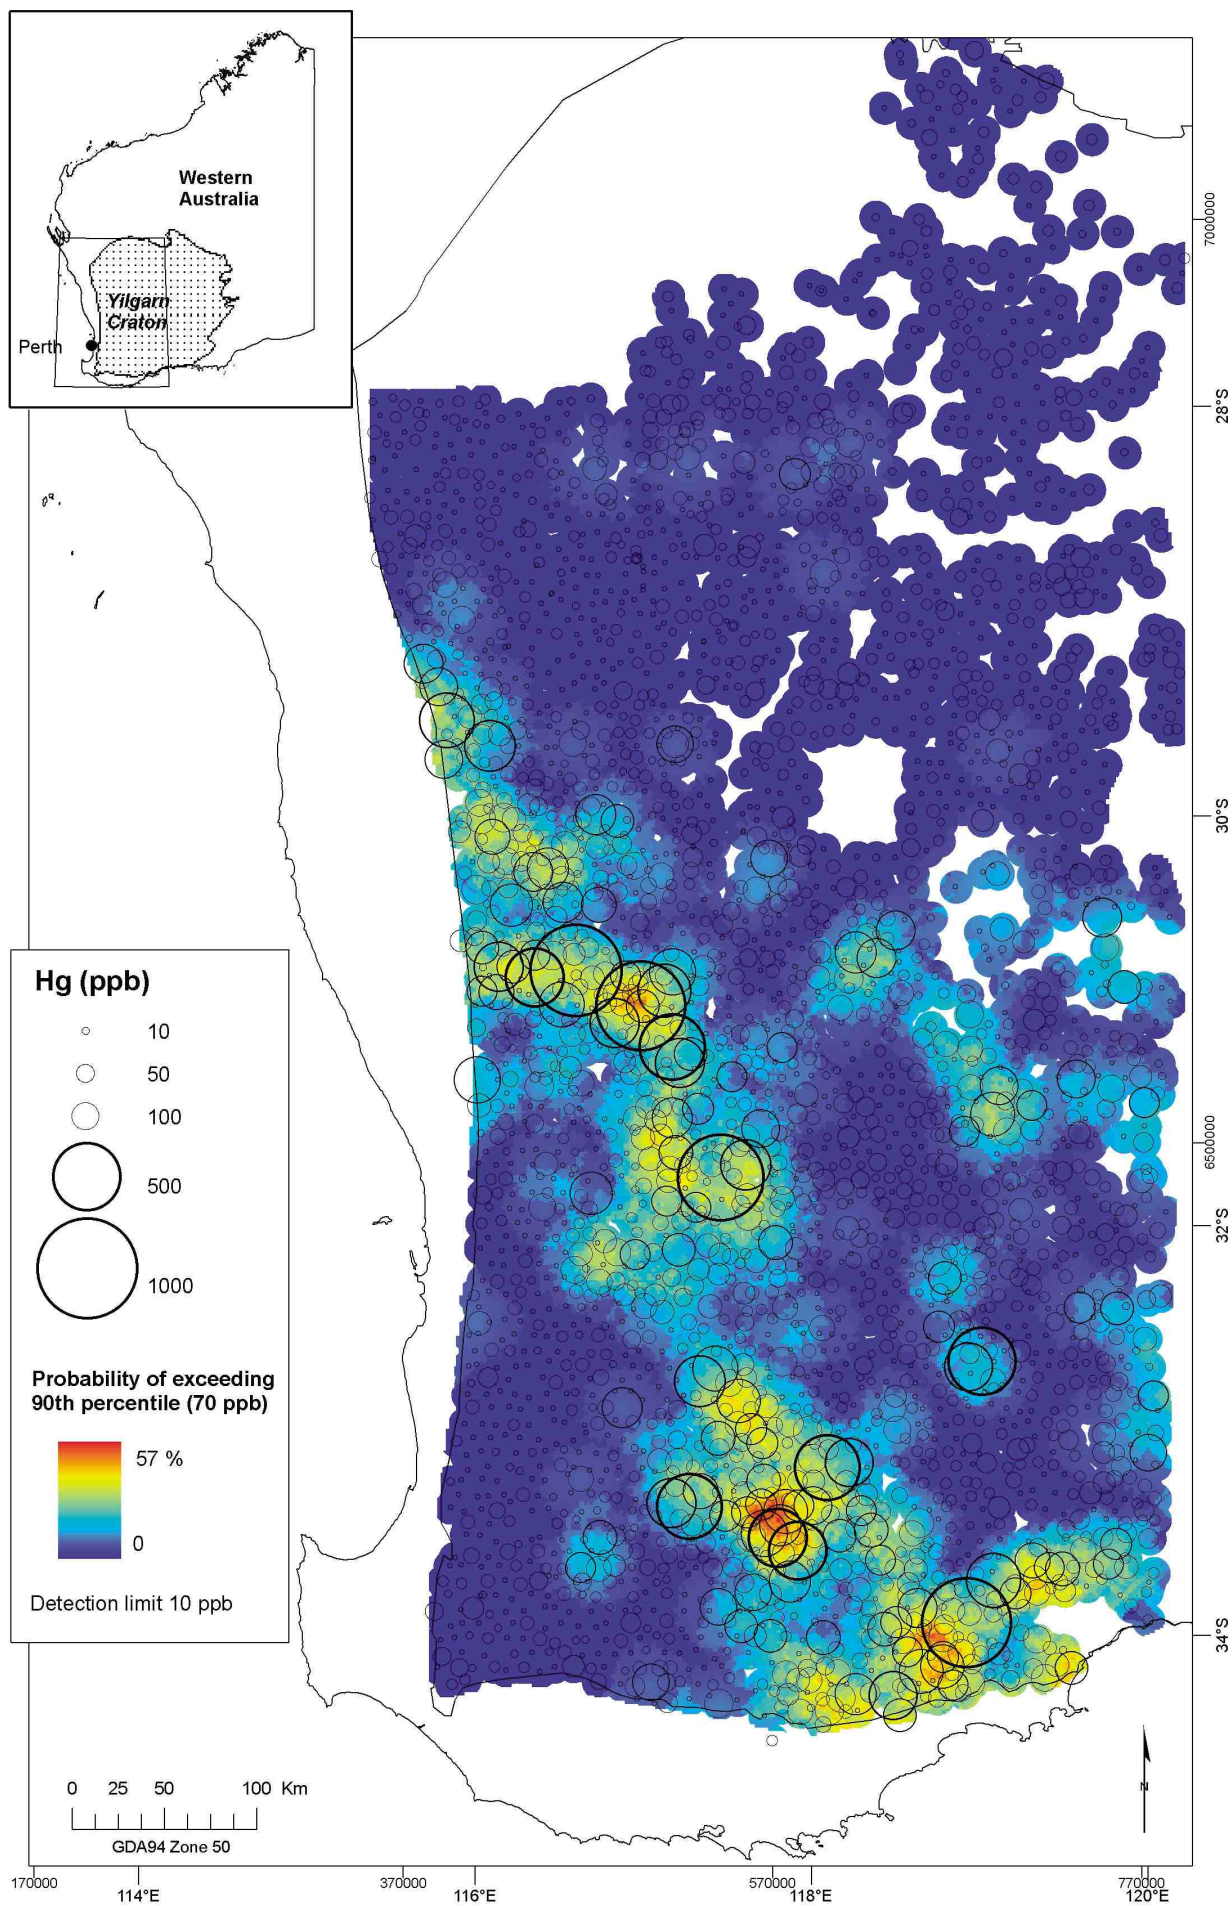 Western
Australia
Yilgarn
Craton
Perth
7000000
28°S
30°S
6500000
32°S
34°S
Hg (ppb)
10
50
100
500
1000
Probability of exceeding
90th percentile (70 ppb)
57 %
0
Detection limit 10 ppb
0 25 50 100 Km
GDA94 Zone 50
N
170000 370000 570000 770000
114°E 116°E 118°E 120°E